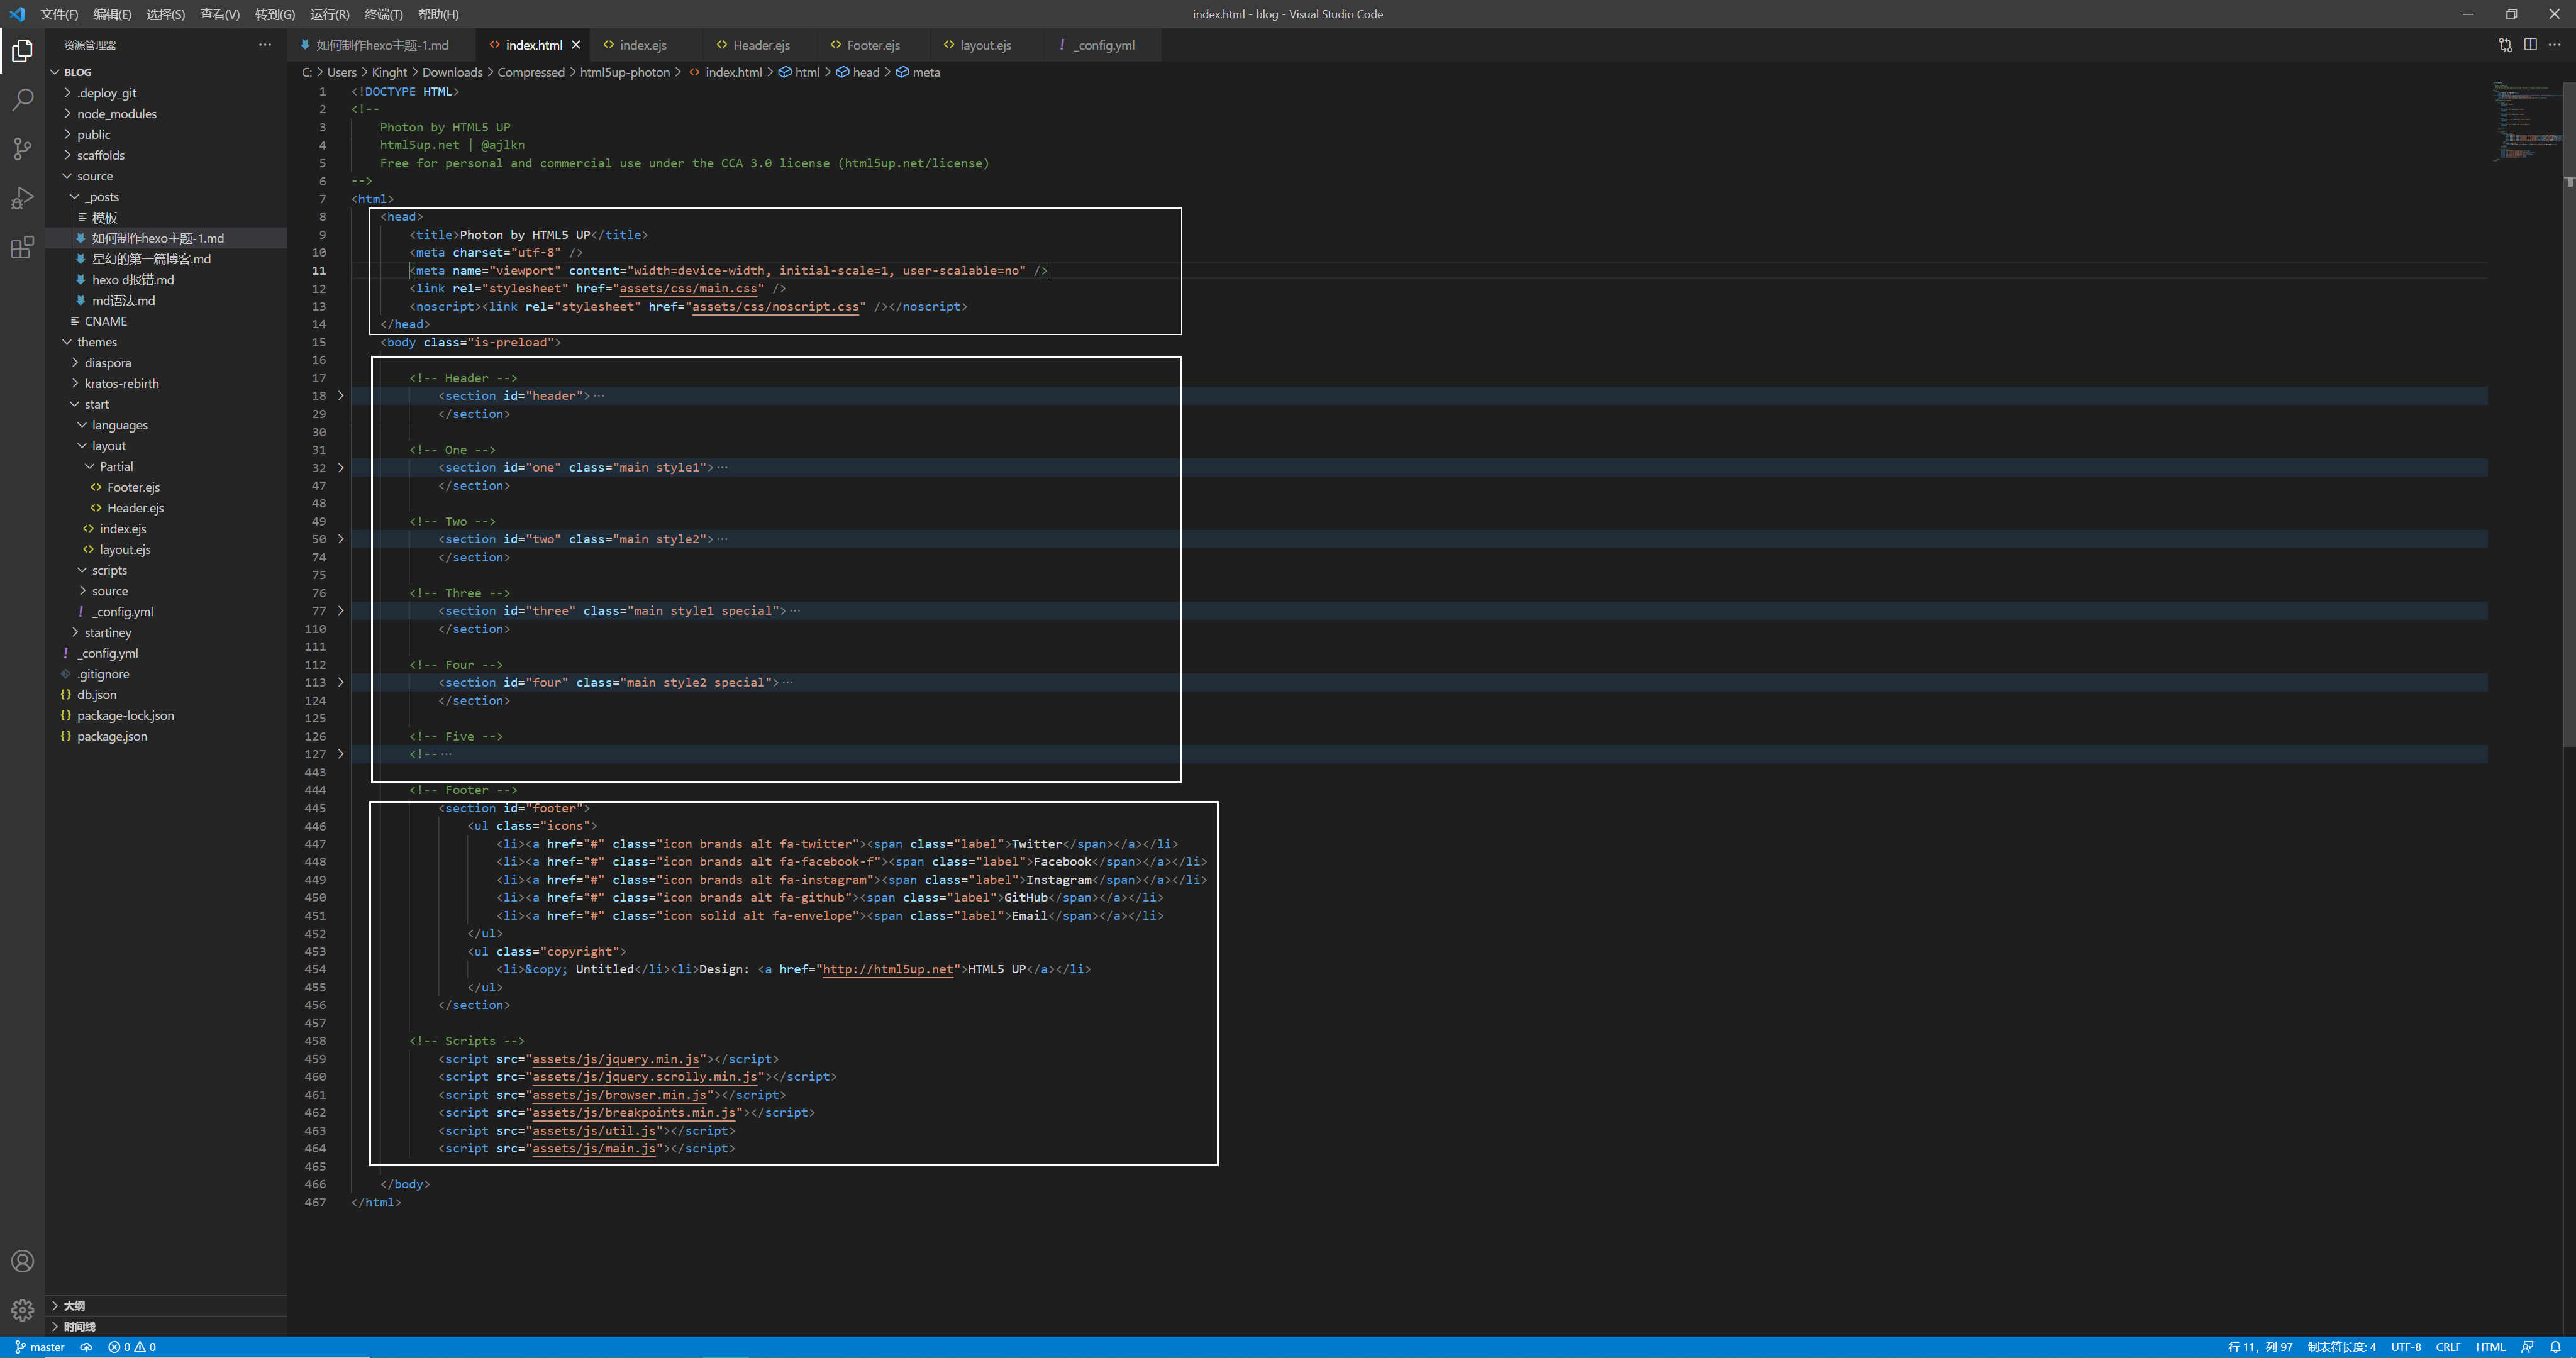 文件(F) 编辑(E) 选择(S) 查看(V) 转到(G) 运行(R) 终端(T) 帮助(H)
index.html - blog - Visual Studio Code
资源管理器
BLOG
.deploy_git
node_modules
public
scaffolds
source
_posts
模板
如何制作hexo主题-1.md
星幻的第一篇博客.md
hexo d报错.md
md语法.md
CNAME
themes
diaspora
kratos-rebirth
start
languages
layout
Partial
Footer.ejs
Header.ejs
index.ejs
layout.ejs
scripts
source
_config.yml
startiney
_config.yml
.gitignore
db.json
package-lock.json
package.json
大纲
时间线
如何制作hexo主题-1.md index.html index.ejs Header.ejs Footer.ejs layout.ejs _config.yml
C: > Users > Kinght > Downloads > Compressed > html5up-photon > index.html > html > head > meta
1 <!DOCTYPE HTML>
2 <!--
3 Photon by HTML5 UP
4 html5up.net | @ajlkn
5 Free for personal and commercial use under the CCA 3.0 license (html5up.net/license)
6 -->
7 <html>
8 <head>
9 <title>Photon by HTML5 UP</title>
10 <meta charset="utf-8" />
11 <meta name="viewport" content="width=device-width, initial-scale=1, user-scalable=no" />
12 <link rel="stylesheet" href="assets/css/main.css" />
13 <noscript><link rel="stylesheet" href="assets/css/noscript.css" /></noscript>
14 </head>
15 <body class="is-preload">
16
17 <!-- Header -->
18 <section id="header">···
29 </section>
30
31 <!-- One -->
32 <section id="one" class="main style1">···
47 </section>
48
49 <!-- Two -->
50 <section id="two" class="main style2">···
74 </section>
75
76 <!-- Three -->
77 <section id="three" class="main style1 special">···
110 </section>
111
112 <!-- Four -->
113 <section id="four" class="main style2 special">···
124 </section>
125
126 <!-- Five -->
127 <!--···
443
444 <!-- Footer -->
445 <section id="footer">
446 <ul class="icons">
447 <li><a href="#" class="icon brands alt fa-twitter"><span class="label">Twitter</span></a></li>
448 <li><a href="#" class="icon brands alt fa-facebook-f"><span class="label">Facebook</span></a></li>
449 <li><a href="#" class="icon brands alt fa-instagram"><span class="label">Instagram</span></a></li>
450 <li><a href="#" class="icon brands alt fa-github"><span class="label">GitHub</span></a></li>
451 <li><a href="#" class="icon solid alt fa-envelope"><span class="label">Email</span></a></li>
452 </ul>
453 <ul class="copyright">
454 <li>&copy; Untitled</li><li>Design: <a href="http://html5up.net">HTML5 UP</a></li>
455 </ul>
456 </section>
457
458 <!-- Scripts -->
459 <script src="assets/js/jquery.min.js"></script>
460 <script src="assets/js/jquery.scrolly.min.js"></script>
461 <script src="assets/js/browser.min.js"></script>
462 <script src="assets/js/breakpoints.min.js"></script>
463 <script src="assets/js/util.js"></script>
464 <script src="assets/js/main.js"></script>
465
466 </body>
467 </html>
master 0 0
行 11，列 97 制表符长度: 4 UTF-8 CRLF HTML